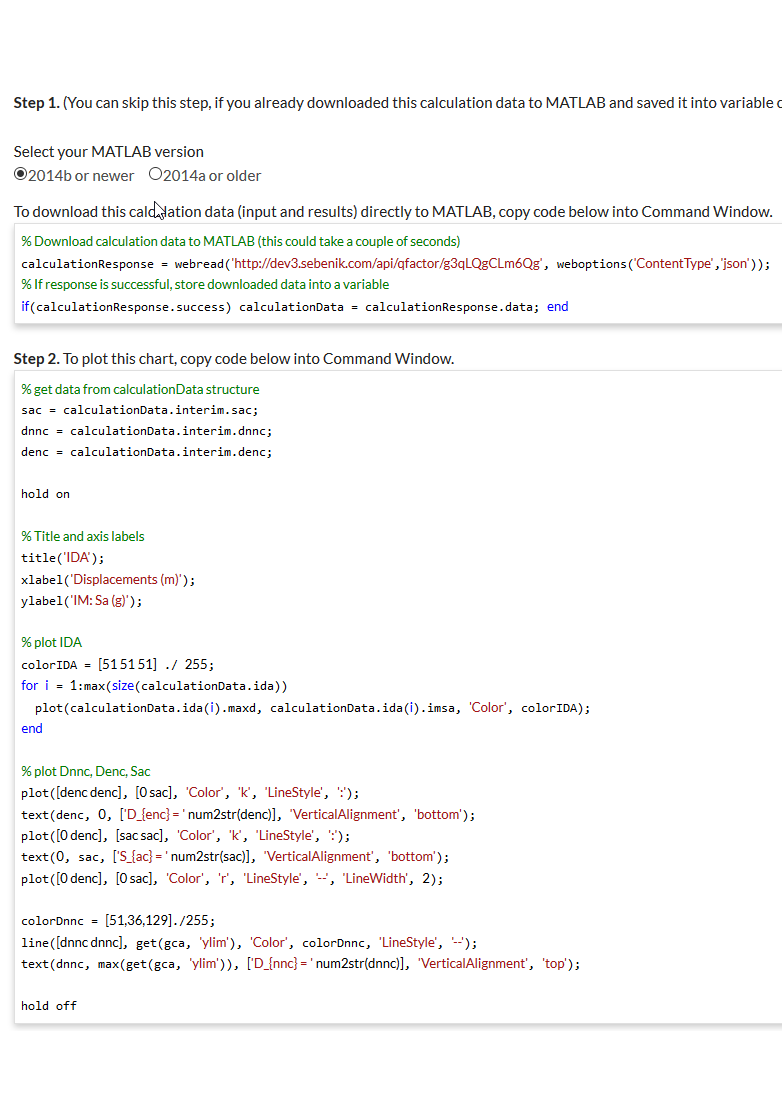 Step 1. (You can skip this step, if you already downloaded this calculation data to MATLAB and saved it into variable
Select your MATLAB version
2014b or newer 2014a or older
To download this calculation data (input and results) directly to MATLAB, copy code below into Command Window.
% Download calculation data to MATLAB (this could take a couple of seconds)
calculationResponse = webread('http://dev3.sebenik.com/api/qfactor/g3qLQgCLm6Qg', weboptions('ContentType','json'));
% If response is successful, store downloaded data into a variable
if(calculationResponse.success) calculationData = calculationResponse.data; end
Step 2. To plot this chart, copy code below into Command Window.
% get data from calculationData structure
sac = calculationData.interim.sac;
dnnc = calculationData.interim.dnnc;
denc = calculationData.interim.denc;
hold on
% Title and axis labels
title('IDA');
xlabel('Displacements (m)');
ylabel('IM: Sa (g)');
% plot IDA
colorIDA = [51 51 51] ./ 255;
for i = 1:max(size(calculationData.ida))
plot(calculationData.ida(i).maxd, calculationData.ida(i).imsa, 'Color', colorIDA);
end
% plot Dnnc, Denc, Sac
plot([denc denc], [0 sac], 'Color', 'k', 'LineStyle', ':');
text(denc, 0, ['D_{enc} = ' num2str(denc)], 'VerticalAlignment', 'bottom');
plot([0 denc], [sac sac], 'Color', 'k', 'LineStyle', ':');
text(0, sac, ['S_{ac} = ' num2str(sac)], 'VerticalAlignment', 'bottom');
plot([0 denc], [0 sac], 'Color', 'r', 'LineStyle', '--', 'LineWidth', 2);
colorDnnc = [51,36,129]./255;
line([dnnc dnnc], get(gca, 'ylim'), 'Color', colorDnnc, 'LineStyle', '--');
text(dnnc, max(get(gca, 'ylim')), ['D_{nnc} = ' num2str(dnnc)], 'VerticalAlignment', 'top');
hold off